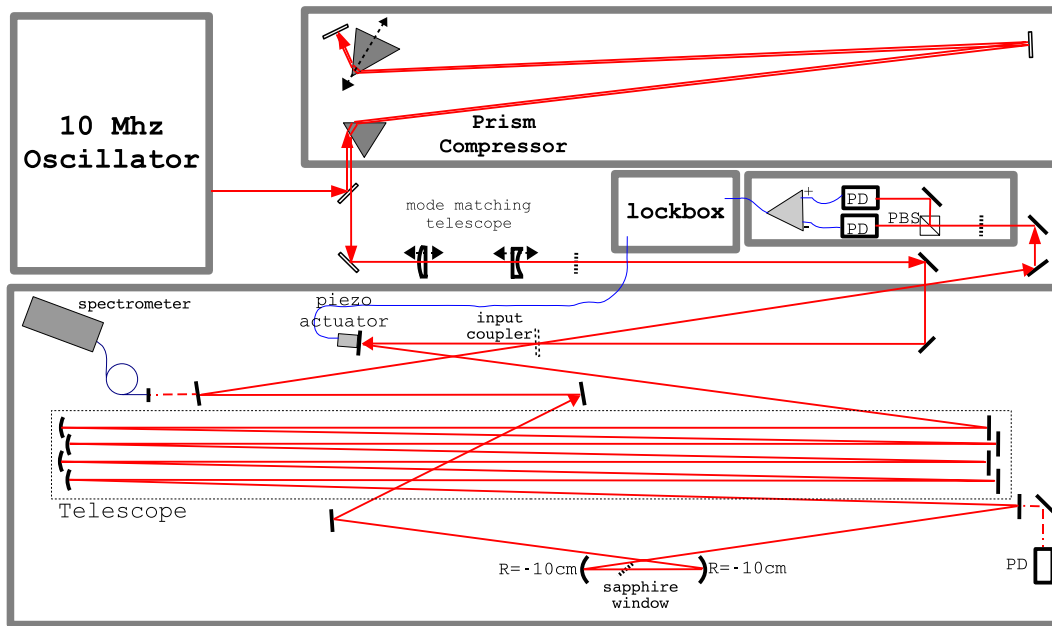 10 Mhz
Oscillator
Prism
Compressor
mode matching
telescope
lockbox
+
-
PD
PD
PBS
spectrometer
piezo
actuator
input
coupler
Telescope
R=-10cm
R=-10cm
sapphire
window
PD